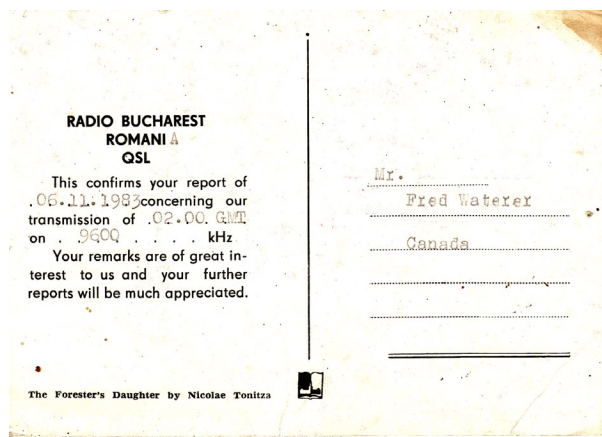 RADIO BUCHAREST
ROMANIA
QSL
This confirms your report of
.06.11.1983concerning our
transmission of .02.00. GMT
on . .9600 . . . . kHz
Your remarks are of great in-
terest to us and your further
reports will be much appreciated.
The Forester's Daughter by Nicolae Tonitza
Mr.
Fred Waterer
Canada